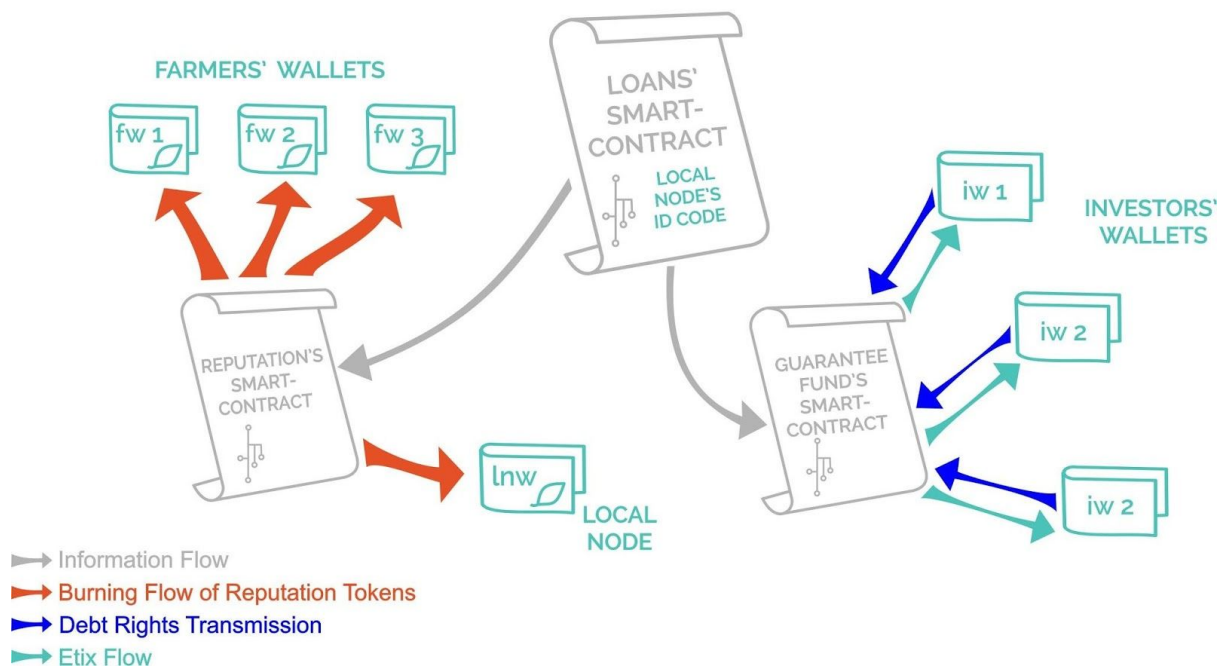 FARMERS' WALLETS
fw 1
fw 2
fw 3
LOANS'
SMART-
CONTRACT
LOCAL
NODE'S
ID CODE
iw 1
INVESTORS'
WALLETS
iw 2
REPUTATION'S
SMART-
CONTRACT
GUARANTEE
FUND'S
SMART-
CONTRACT
lnw
LOCAL
NODE
iw 2
Information Flow
Burning Flow of Reputation Tokens
Debt Rights Transmission
Etix Flow